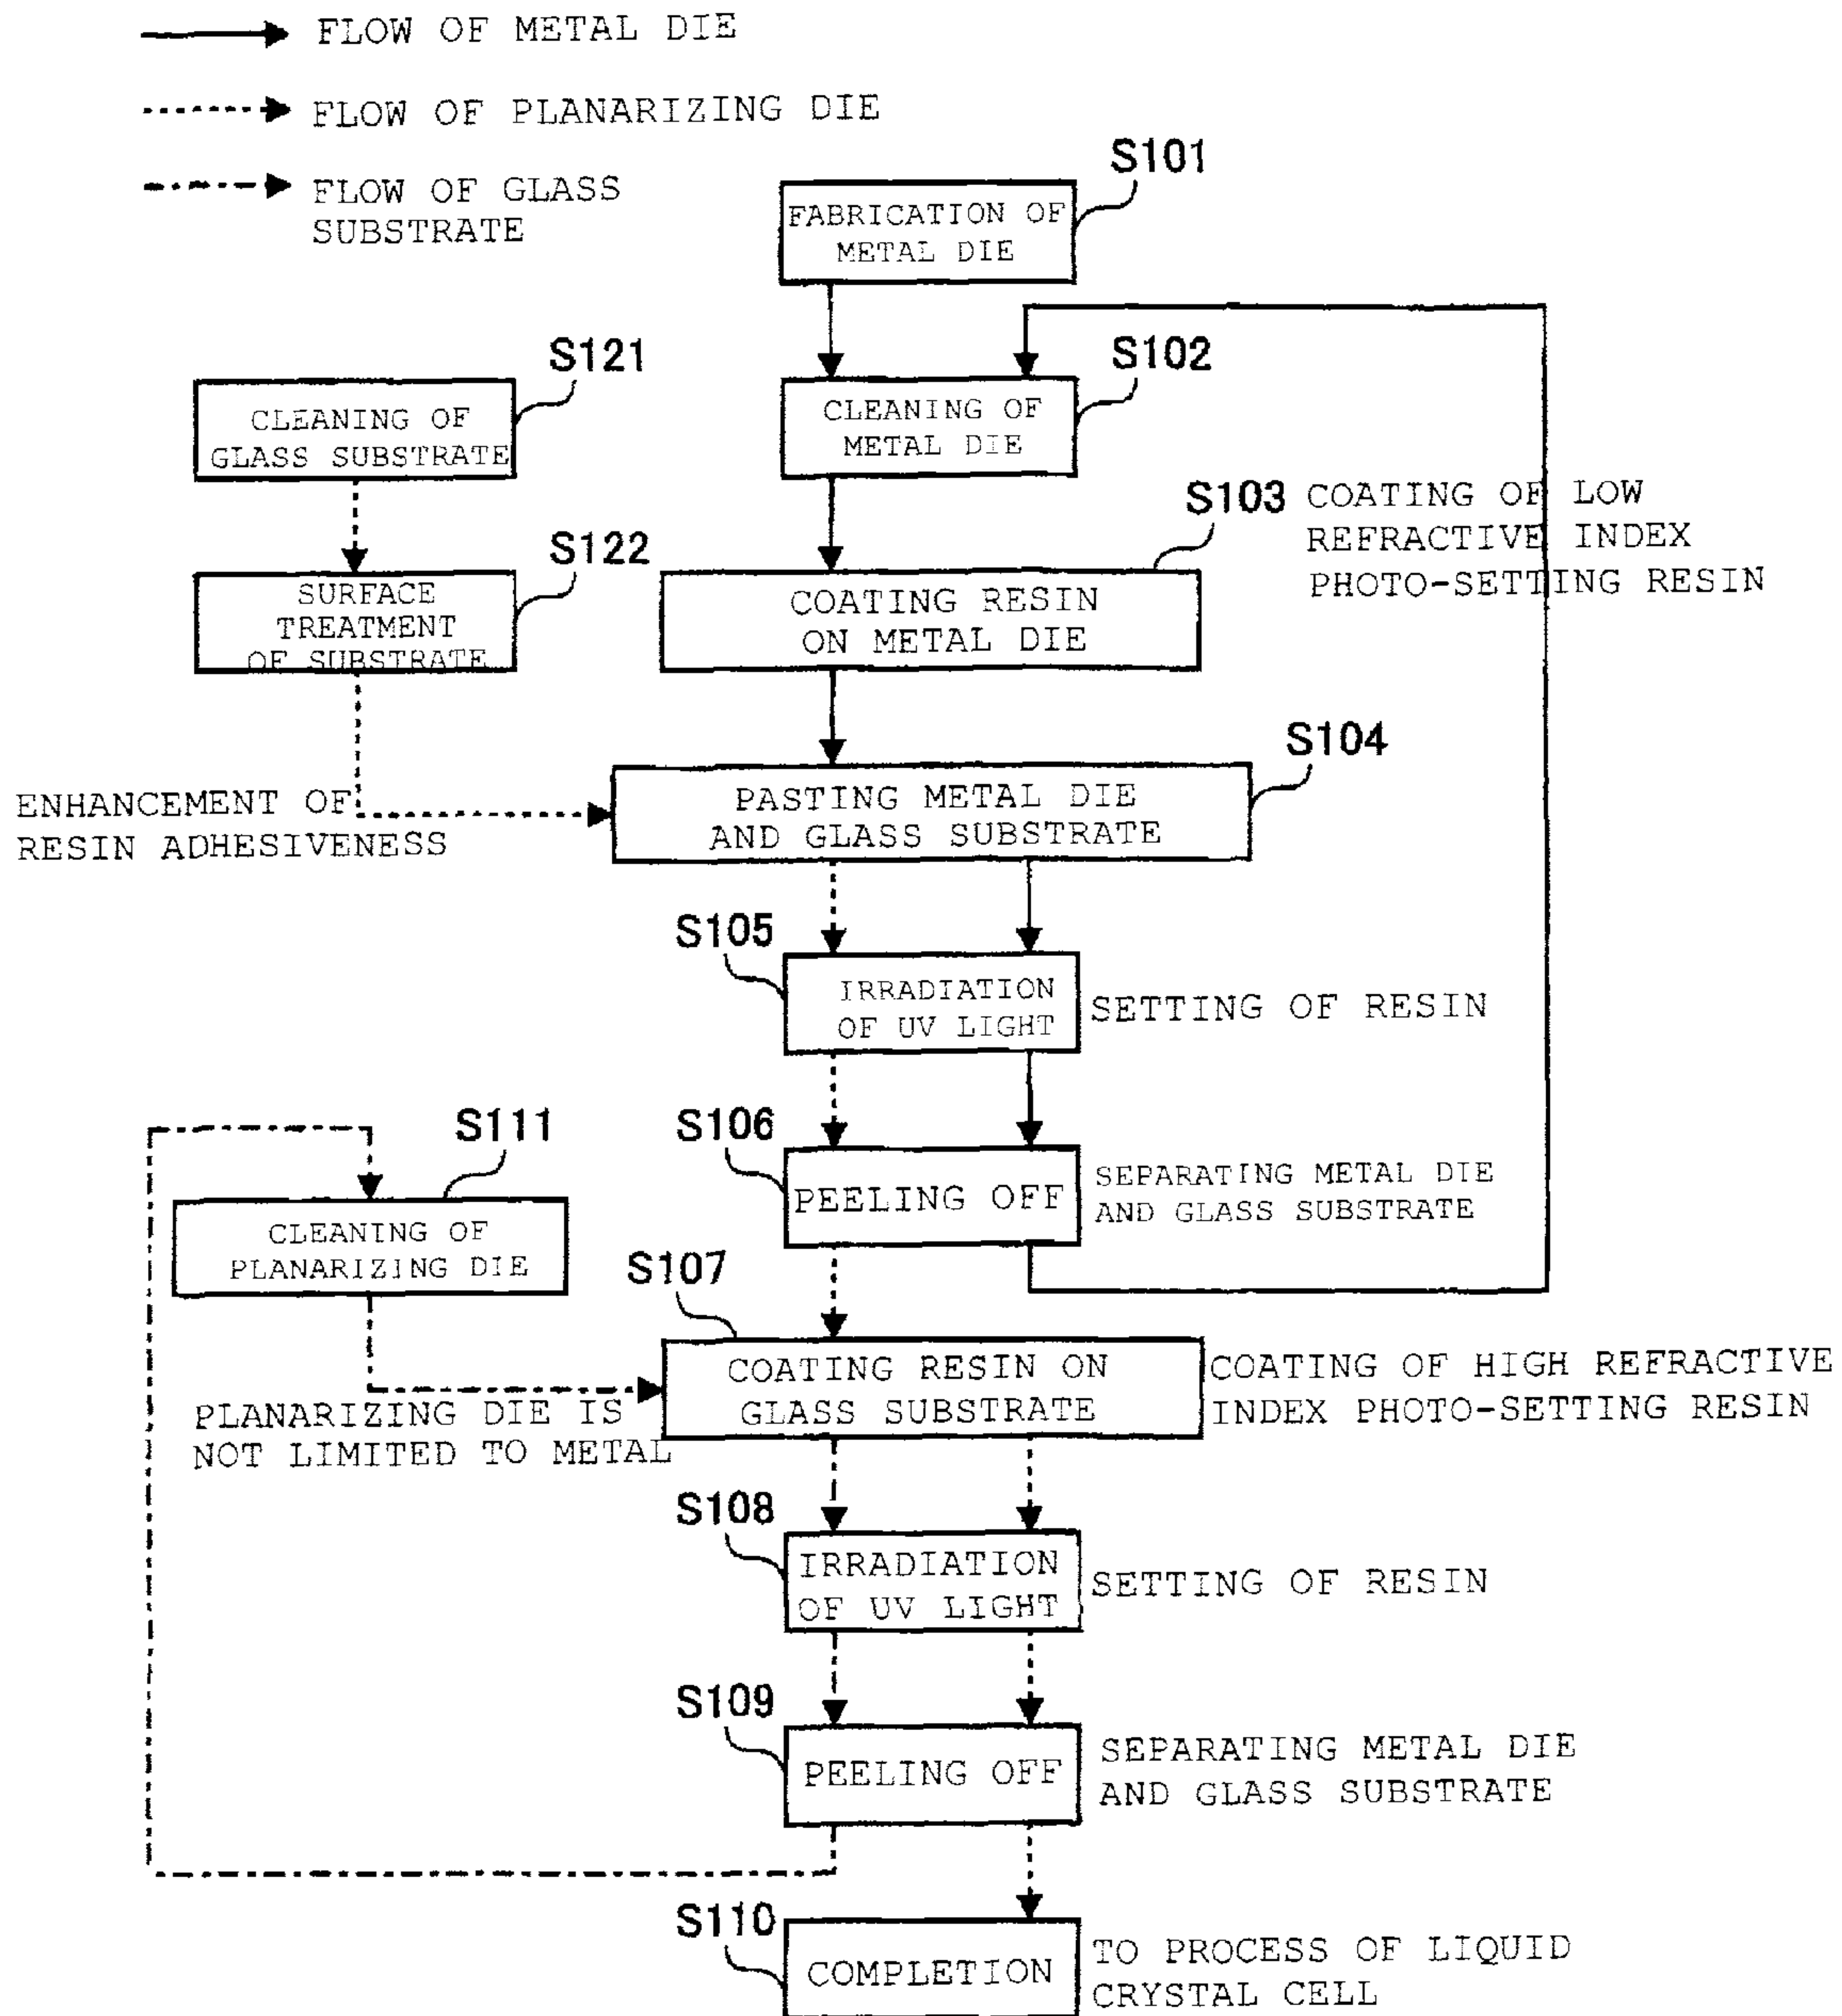 FLOW OF METAL DIE
FLOW OF PLANARIZING DIE
FLOW OF GLASS
SUBSTRATE
S101
FABRICATION OF
METAL DIE
S121
CLEANING OF
GLASS SUBSTRATE
S102
CLEANING OF
METAL DIE
S122
SURFACE
TREATMENT
OF SUBSTRATE
S103
COATING OF LOW
REFRACTIVE INDEX
PHOTO-SETTING RESIN
COATING RESIN
ON METAL DIE
S104
PASTING METAL DIE
AND GLASS SUBSTRATE
ENHANCEMENT OF
RESIN ADHESIVENESS
S105
IRRADIATION
OF UV LIGHT
SETTING OF RESIN
S106
PEELING OFF
SEPARATING METAL DIE
AND GLASS SUBSTRATE
S111
CLEANING OF
PLANARIZING DIE
S107
COATING RESIN ON
GLASS SUBSTRATE
COATING OF HIGH REFRACTIVE
INDEX PHOTO-SETTING RESIN
PLANARIZING DIE IS
NOT LIMITED TO METAL
S108
IRRADIATION
OF UV LIGHT
SETTING OF RESIN
S109
PEELING OFF
SEPARATING METAL DIE
AND GLASS SUBSTRATE
S110
COMPLETION
TO PROCESS OF LIQUID
CRYSTAL CELL